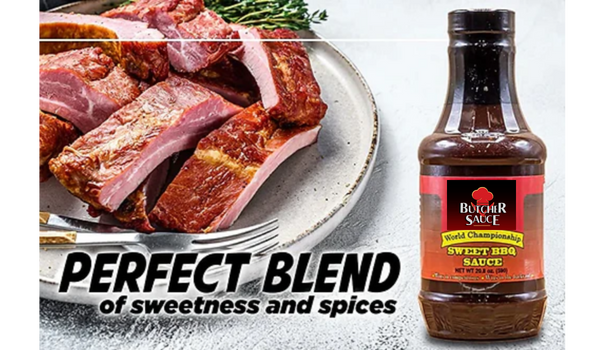 PERFECT BLEND
of sweetness and spices
BUTCHER
SAUCE
World Championship
SWEET BBQ
SAUCE